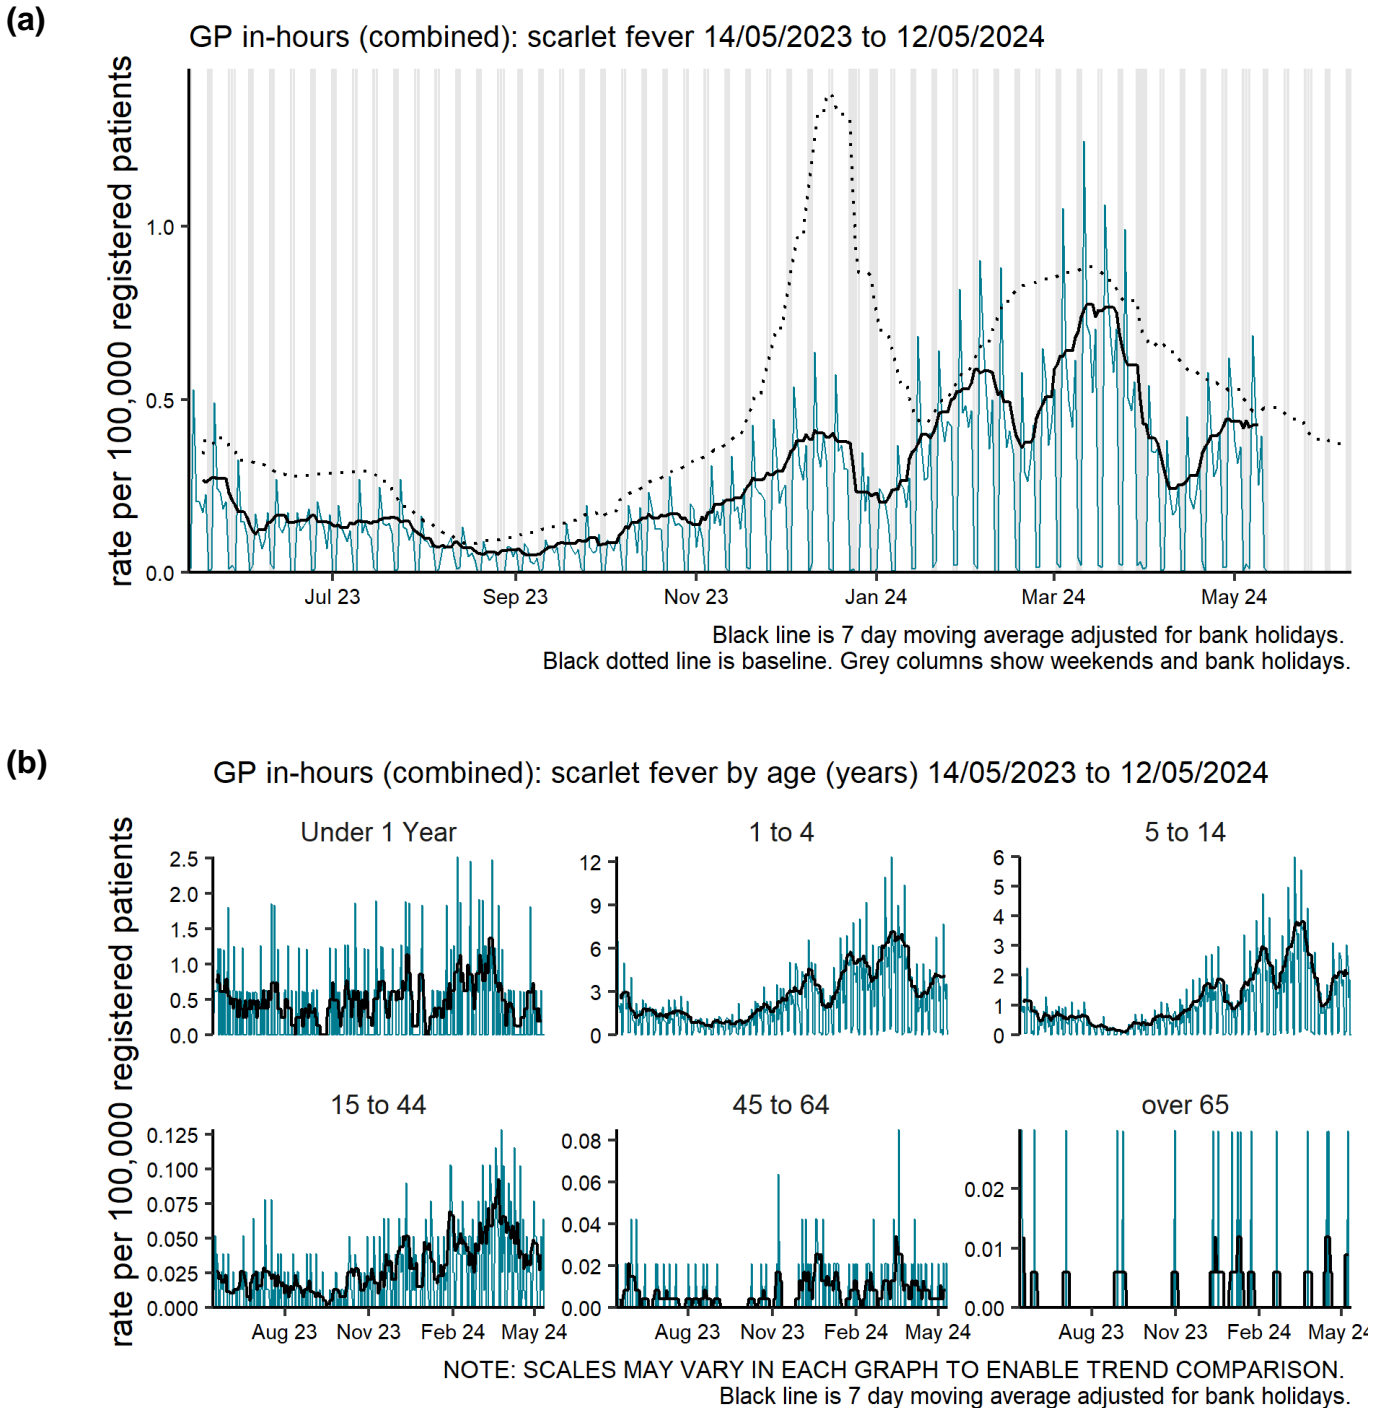 (a)
GP in-hours (combined): scarlet fever 14/05/2023 to 12/05/2024
rate per 100,000 registered patients
1.0
0.5
0.0
Jul 23 Sep 23 Nov 23 Jan 24 Mar 24 May 24
Black line is 7 day moving average adjusted for bank holidays.
Black dotted line is baseline. Grey columns show weekends and bank holidays.
(b)
GP in-hours (combined): scarlet fever by age (years) 14/05/2023 to 12/05/2024
rate per 100,000 registered patients
Under 1 Year
2.5
2.0
1.5
1.0
0.5
0.0
1 to 4
12
9
6
3
0
5 to 14
6
5
4
3
2
1
0
15 to 44
0.125
0.100
0.075
0.050
0.025
0.000
Aug 23 Nov 23 Feb 24 May 24
45 to 64
0.08
0.06
0.04
0.02
0.00
Aug 23 Nov 23 Feb 24 May 24
over 65
0.02
0.01
0.00
Aug 23 Nov 23 Feb 24 May 24
NOTE: SCALES MAY VARY IN EACH GRAPH TO ENABLE TREND COMPARISON.
Black line is 7 day moving average adjusted for bank holidays.